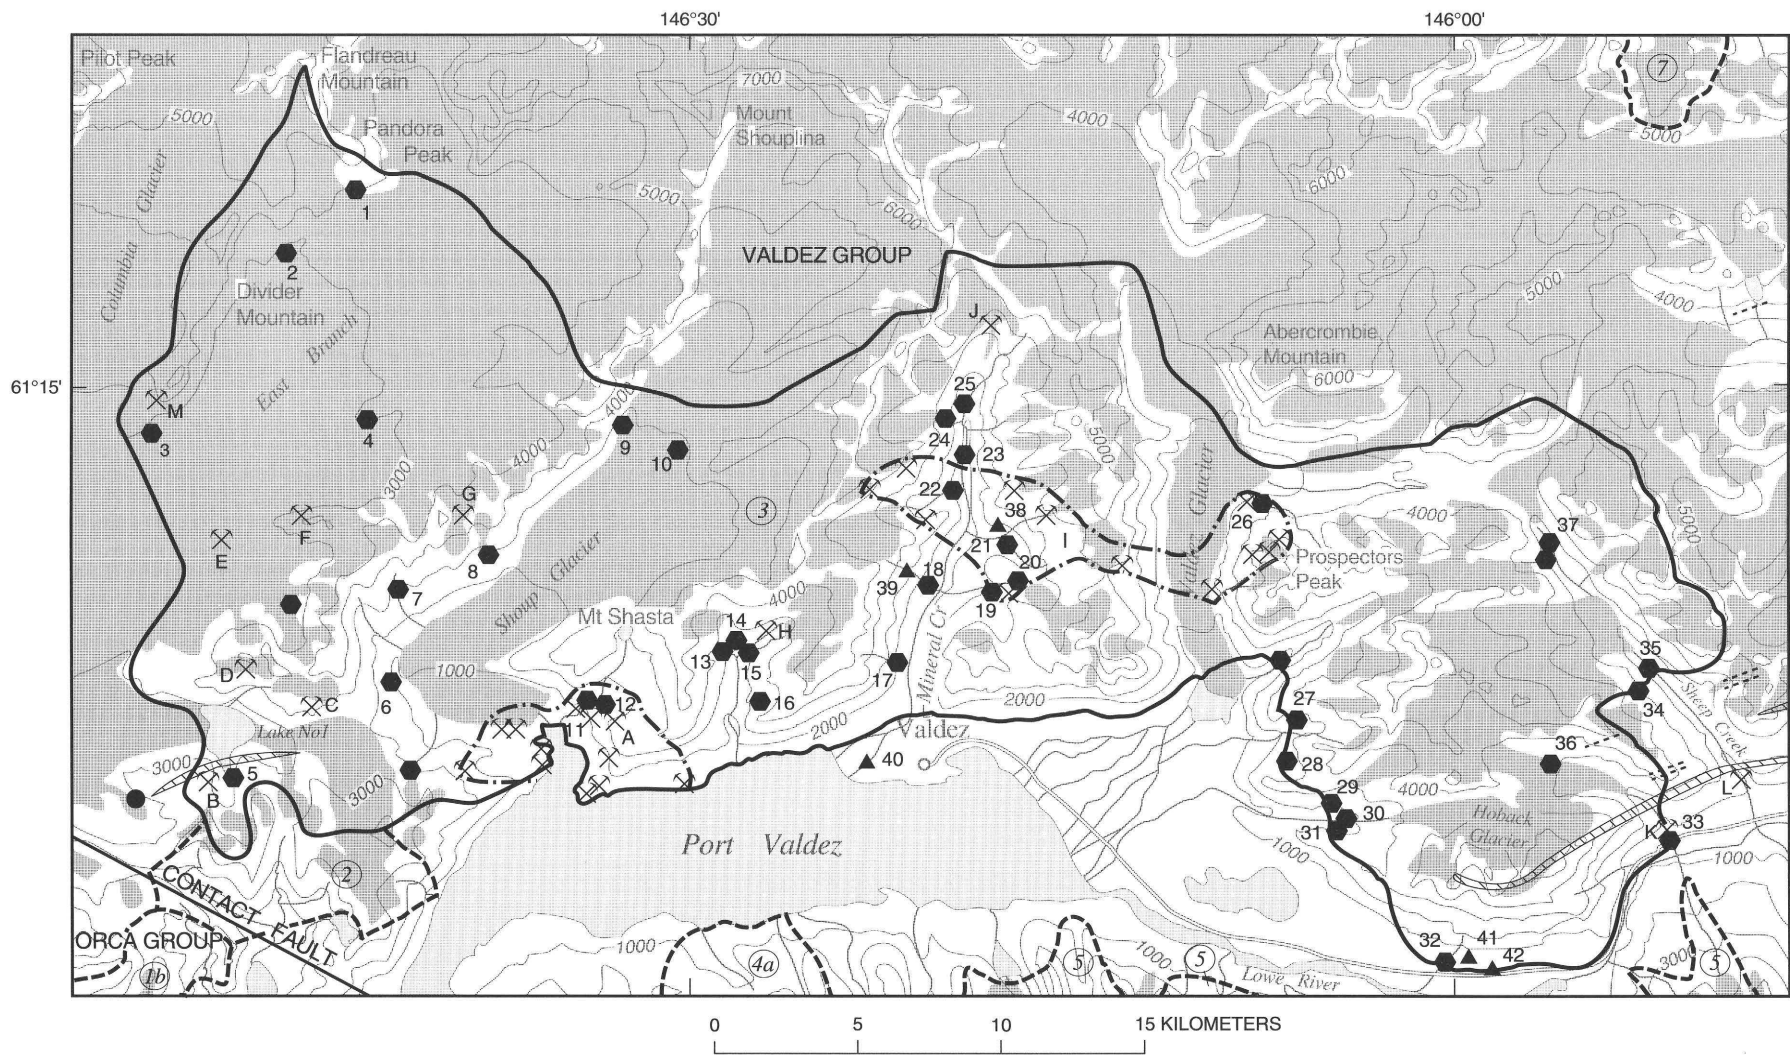 146°30'
146°00'
Pilot Peak
Flandreau
Mountain
7
7000
5000
Mount
Shouplina
4000
5000
Pandora
Peak
Columbia Glacier
6000
5000
1
6000
VALDEZ GROUP
2
Divider
Mountain
5000
4000
J
East Branch
Abercrombie
Mountain
61°15'
6000
25
4000
M
3
4
9
24
5000
23
4000
10
3000
22
G
3
38
26
4000
5000
37
F
E
21
I
Valdez Glacier
8
20
Prospectors
Peak
Shoup Glacier
39
18
7
4000
19
Mt Shasta
14
H
Mineral Cr
13
15
35
D
1000
17
Sheep Creek
6
16
2000
34
C
12
11
27
Lake No1
A
2000
Valdez
36
3000
5
40
28
L
B
3000
29
4000
30
Hoback
Glacier
K
33
31
Port Valdez
1000
1000
2
CONTACT FAULT
ORCA GROUP
41
32
42
1000
1000
3000
1b
4a
5
5
5
Lowe River
0
5
10
15 KILOMETERS